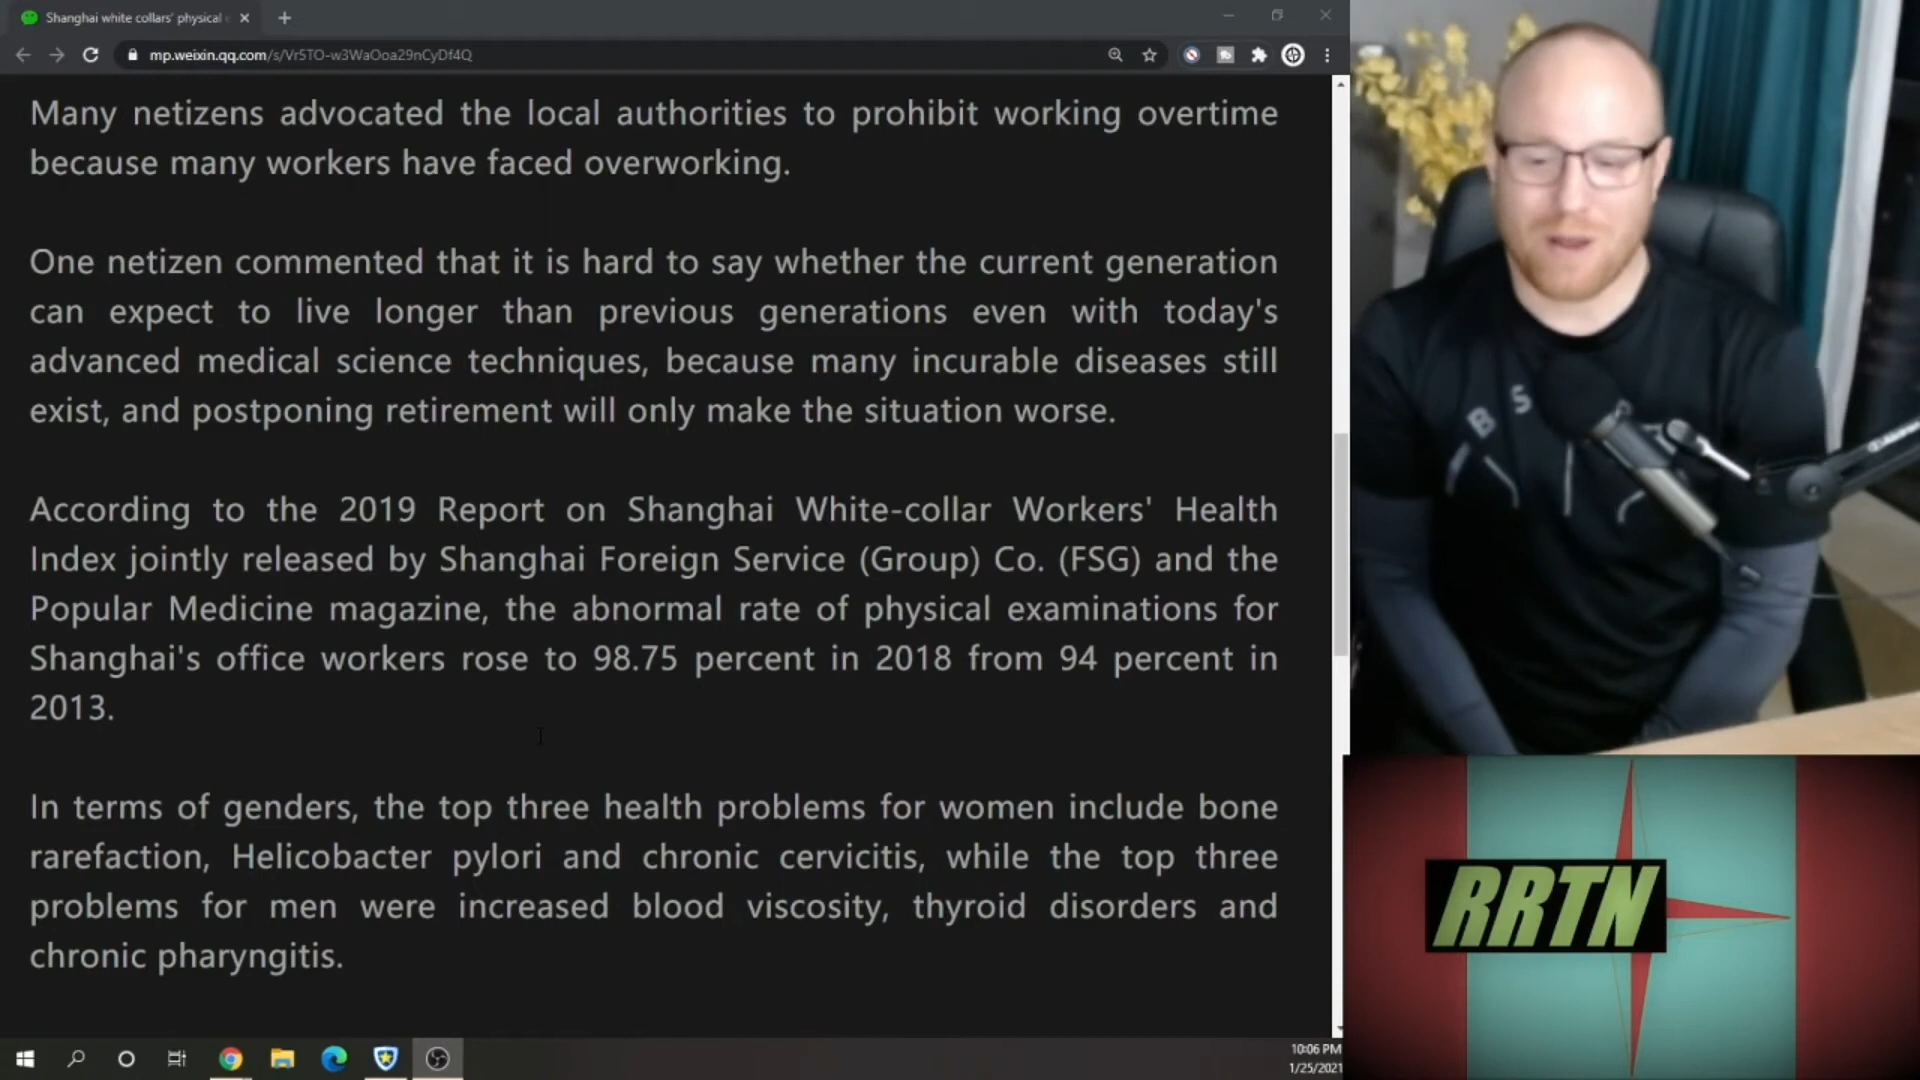 Shanghai white collars' physical
mp.weixin.qq.com/s/Vr5TO-w3WaOoa29nCyDf4Q
Many netizens advocated the local authorities to prohibit working overtime
because many workers have faced overworking.
One netizen commented that it is hard to say whether the current generation
can expect to live longer than previous generations even with today's
advanced medical science techniques, because many incurable diseases still
exist, and postponing retirement will only make the situation worse.
According to the 2019 Report on Shanghai White-collar Workers' Health
Index jointly released by Shanghai Foreign Service (Group) Co. (FSG) and the
Popular Medicine magazine, the abnormal rate of physical examinations for
Shanghai's office workers rose to 98.75 percent in 2018 from 94 percent in
2013.
In terms of genders, the top three health problems for women include bone
rarefaction, Helicobacter pylori and chronic cervicitis, while the top three
problems for men were increased blood viscosity, thyroid disorders and
chronic pharyngitis.
B S
RRTN
10:06 PM
1/25/2021